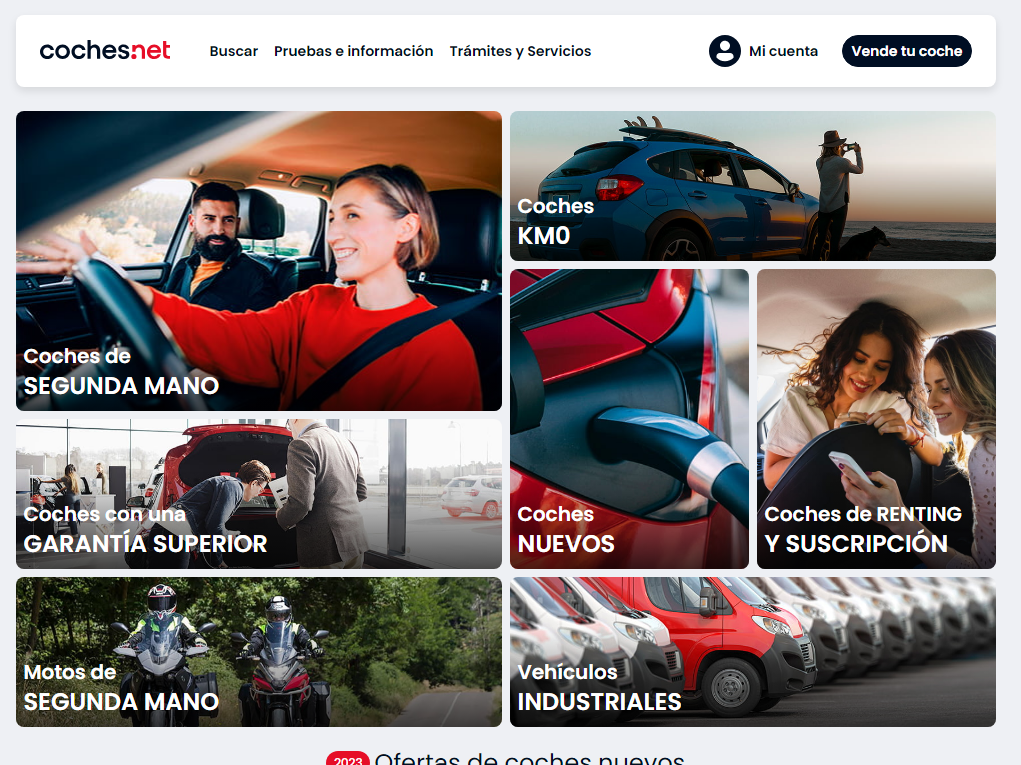 coches.net
Buscar
Pruebas e información
Trámites y Servicios
Mi cuenta
Vende tu coche
Coches de
SEGUNDA MANO
Coches
KM0
Coches con una
GARANTÍA SUPERIOR
Coches
NUEVOS
Coches de RENTING
Y SUSCRIPCIÓN
Motos de
SEGUNDA MANO
Vehículos
INDUSTRIALES
2023 Ofertas de coches nuevos